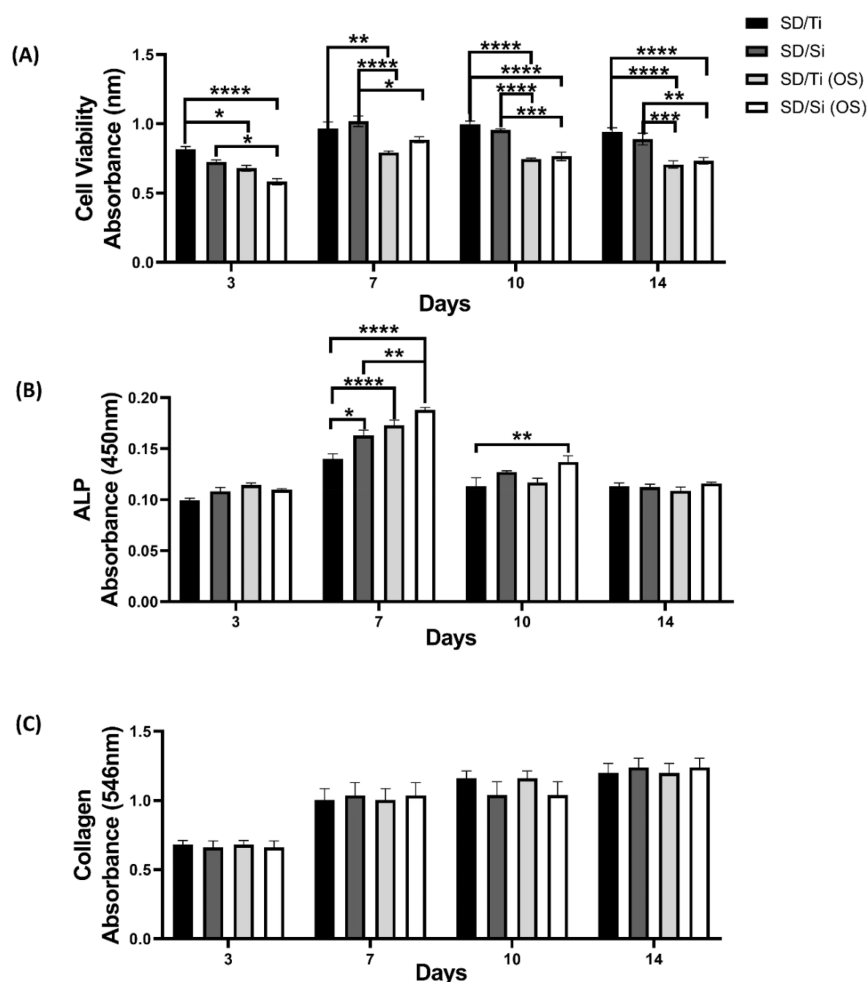 SD/Ti
SD/Si
SD/Ti (OS)
SD/Si (OS)
(A)
Cell Viability
Absorbance (nm)
1.5
1.0
0.5
0.0
****
*
*
**
****
*
****
****
****
***
****
****
**
***
3 7 10 14
Days
(B)
ALP
Absorbance (450nm)
0.20
0.15
0.10
0.05
0.00
****
**
****
*
**
3 7 10 14
Days
(C)
Collagen
Absorbance (546nm)
1.5
1.0
0.5
0.0
3 7 10 14
Days